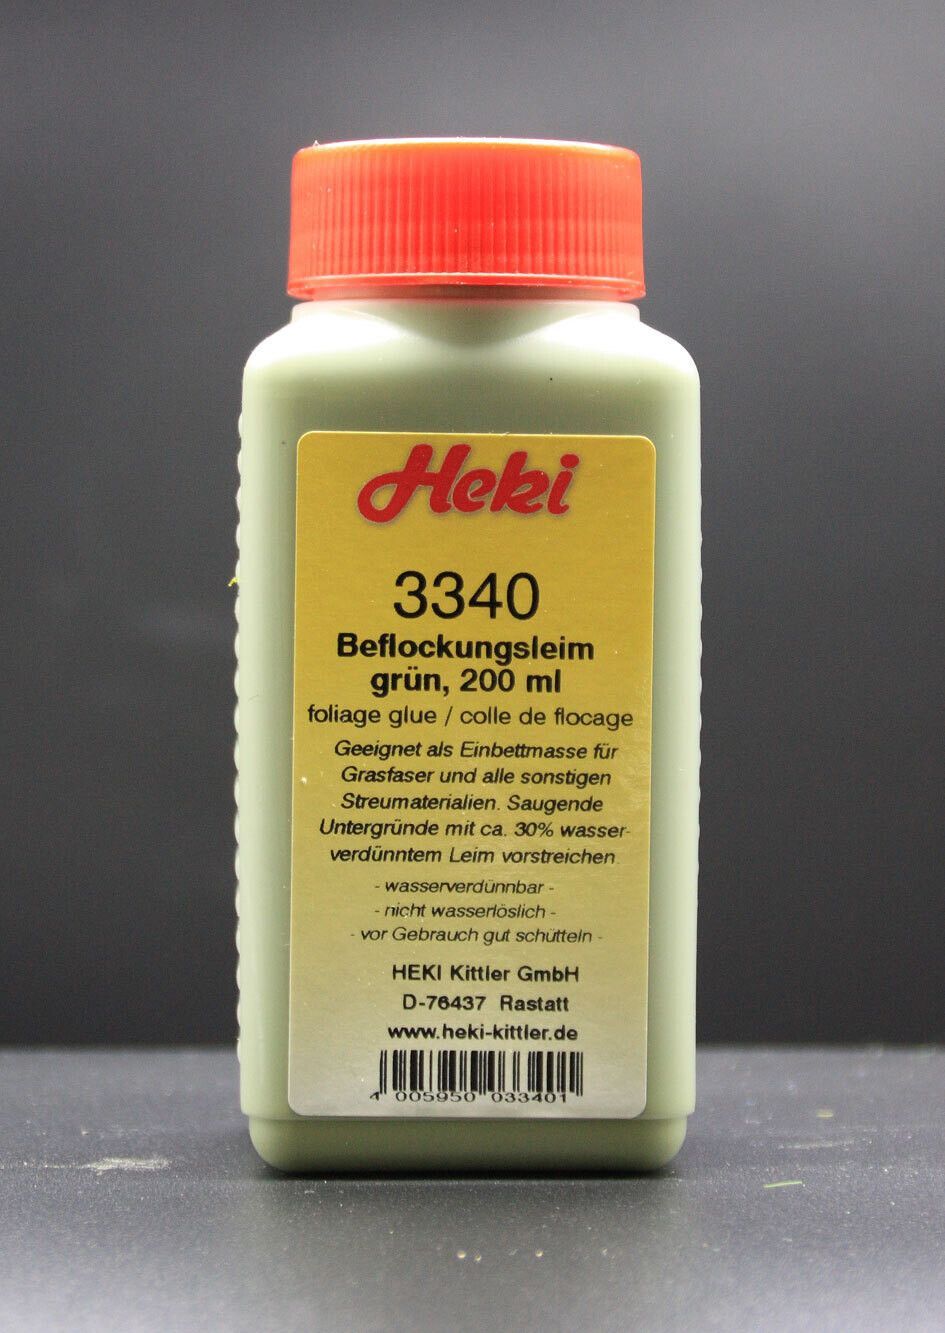 Heki
3340
Beflockungsleim
grün, 200 ml
foliage glue / colle de flocage
Geeignet als Einbettmasse für
Grasfaser und alle sonstigen
Streumaterialien. Saugende
Untergründe mit ca. 30% wasser-
verdünntem Leim vorstreichen.
- wasserverdünnbar -
- nicht wasserlöslich -
- vor Gebrauch gut schütteln -
HEKI Kittler GmbH
D-76437 Rastatt
www.heki-kittler.de
4 005950 033401